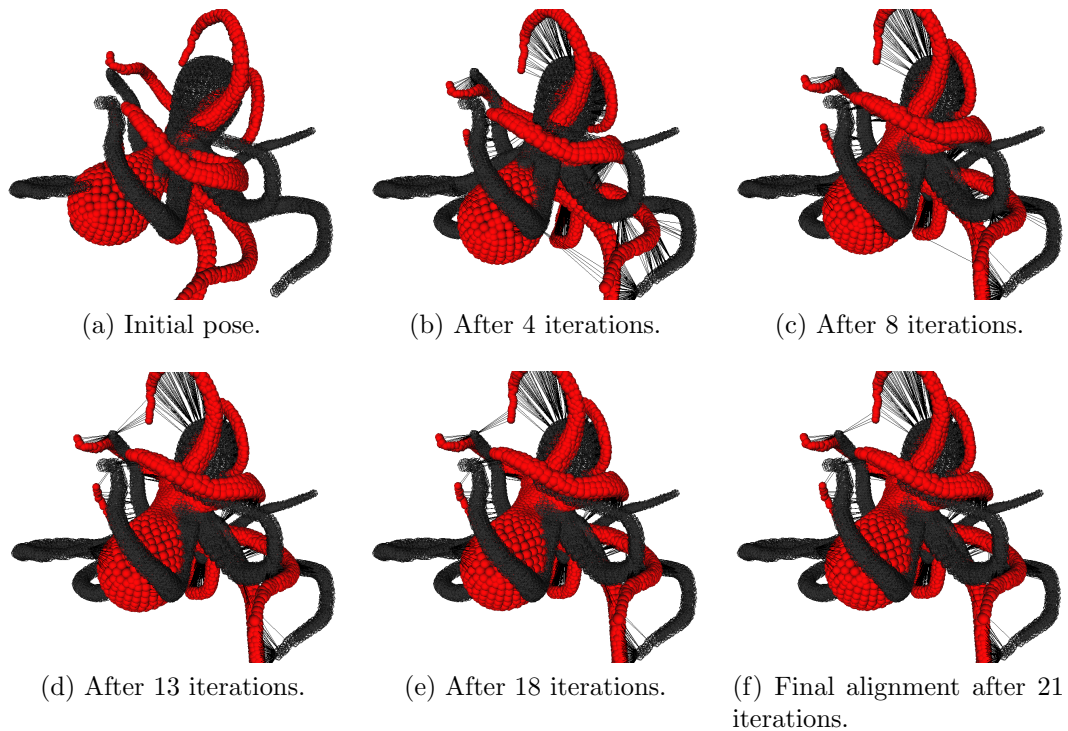 (a) Initial pose.
(b) After 4 iterations.
(c) After 8 iterations.
(d) After 13 iterations.
(e) After 18 iterations.
(f) Final alignment after 21
iterations.